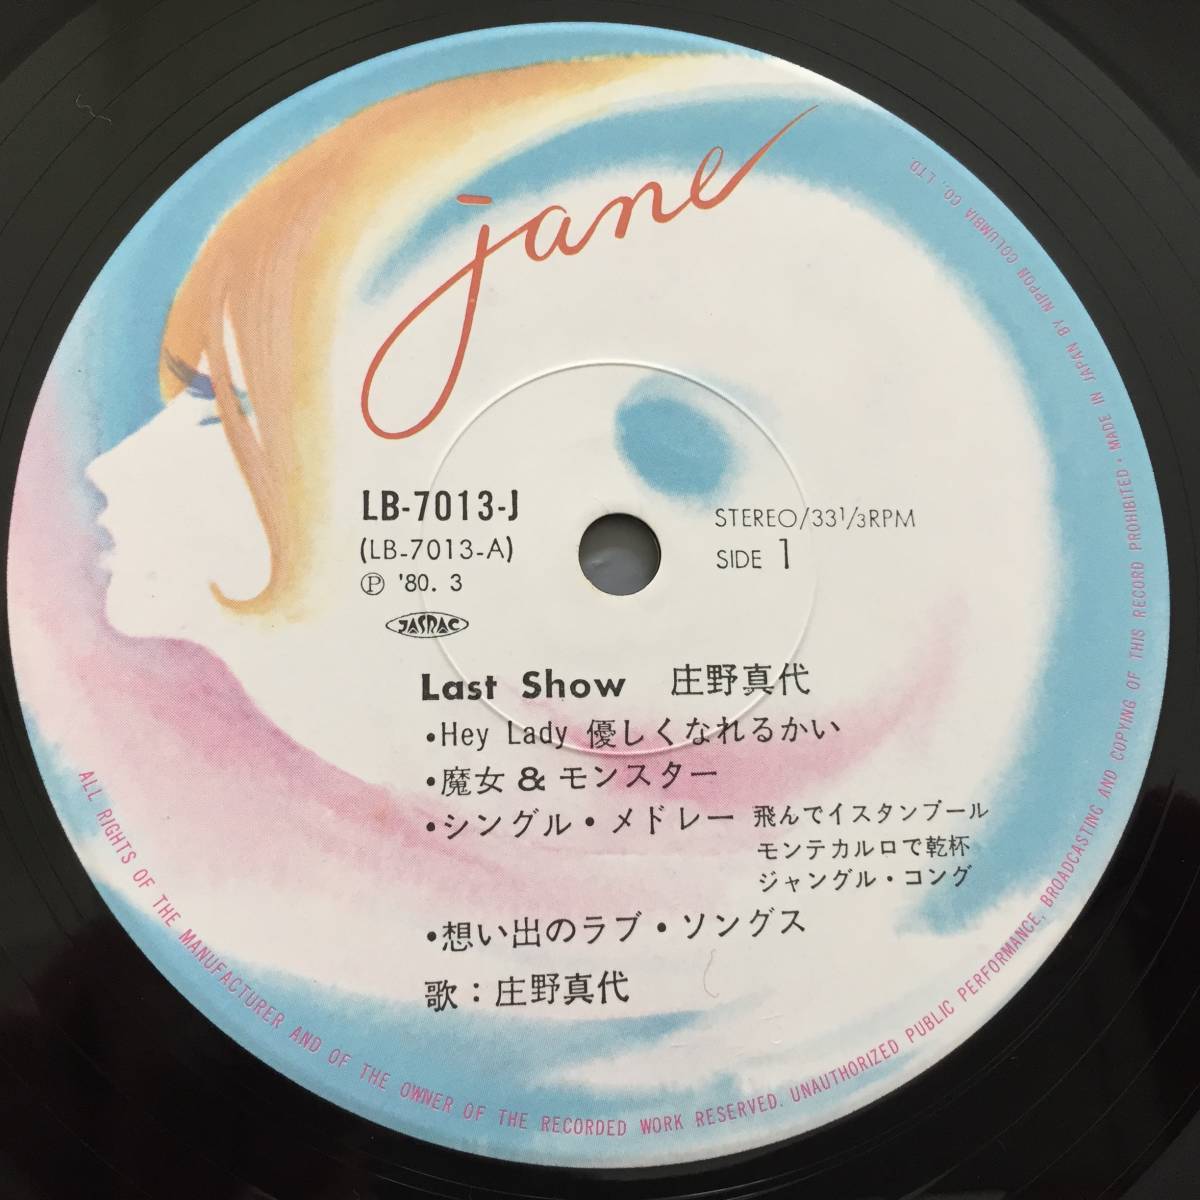 jane
LB-7013-J
(LB-7013-A)
Ⓟ '80. 3
JASRAC
STEREO/33 1/3RPM
SIDE 1
Last Show 庄野真代
・Hey Lady 優しくなれるかい
・魔女 & モンスター
・シングル・メドレー 飛んでイスタンブール
モンテカルロで乾杯
ジャングル・コング
・想い出のラブ・ソングス
歌：庄野真代
ALL RIGHTS OF THE MANUFACTURER AND OF THE OWNER OF THE RECORDED WORK RESERVED. UNAUTHORIZED PUBLIC PERFORMANCE, BROADCASTING AND COPYING OF THIS RECORD PROHIBITED・MADE IN JAPAN BY NIPPON COLUMBIA CO., LTD.